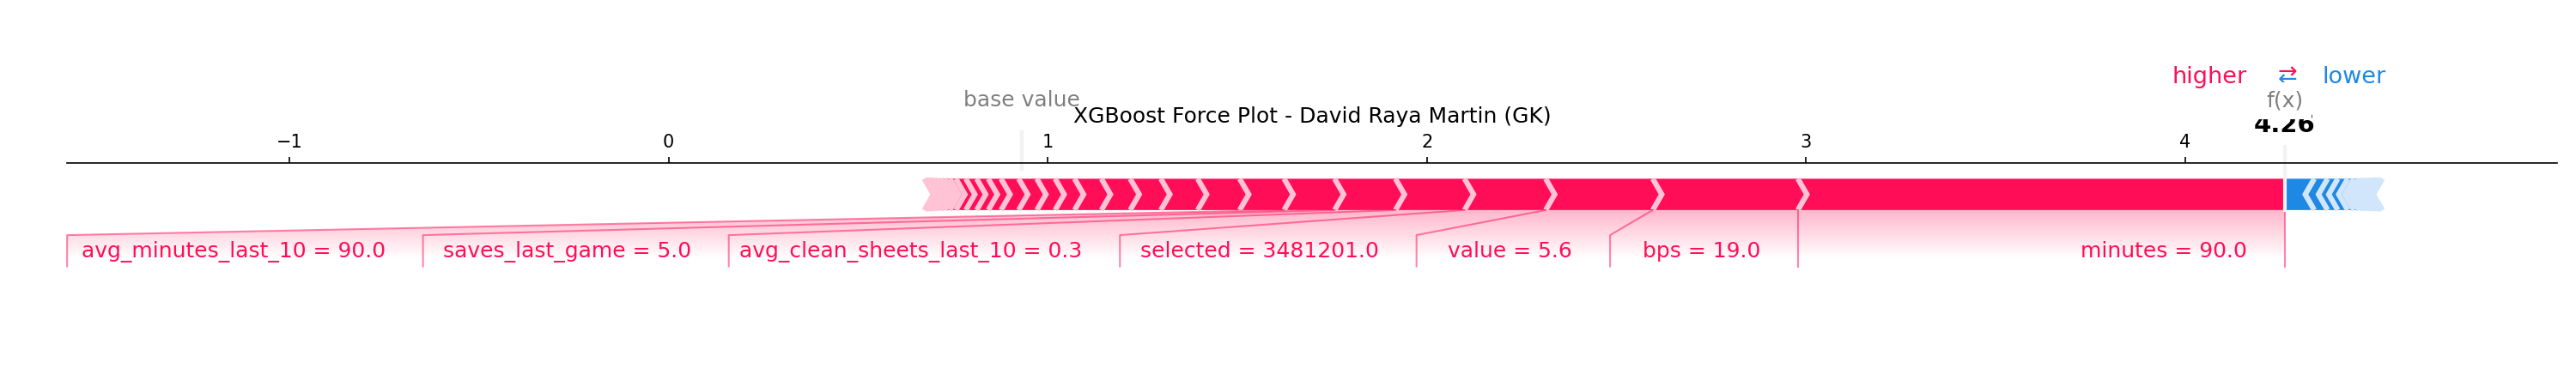 higher ⇄ lower
base value
f(x)
XGBoost Force Plot - David Raya Martin (GK)
4.26
−1 0 1 2 3 4
avg_minutes_last_10 = 90.0 saves_last_game = 5.0 avg_clean_sheets_last_10 = 0.3 selected = 3481201.0 value = 5.6 bps = 19.0 minutes = 90.0